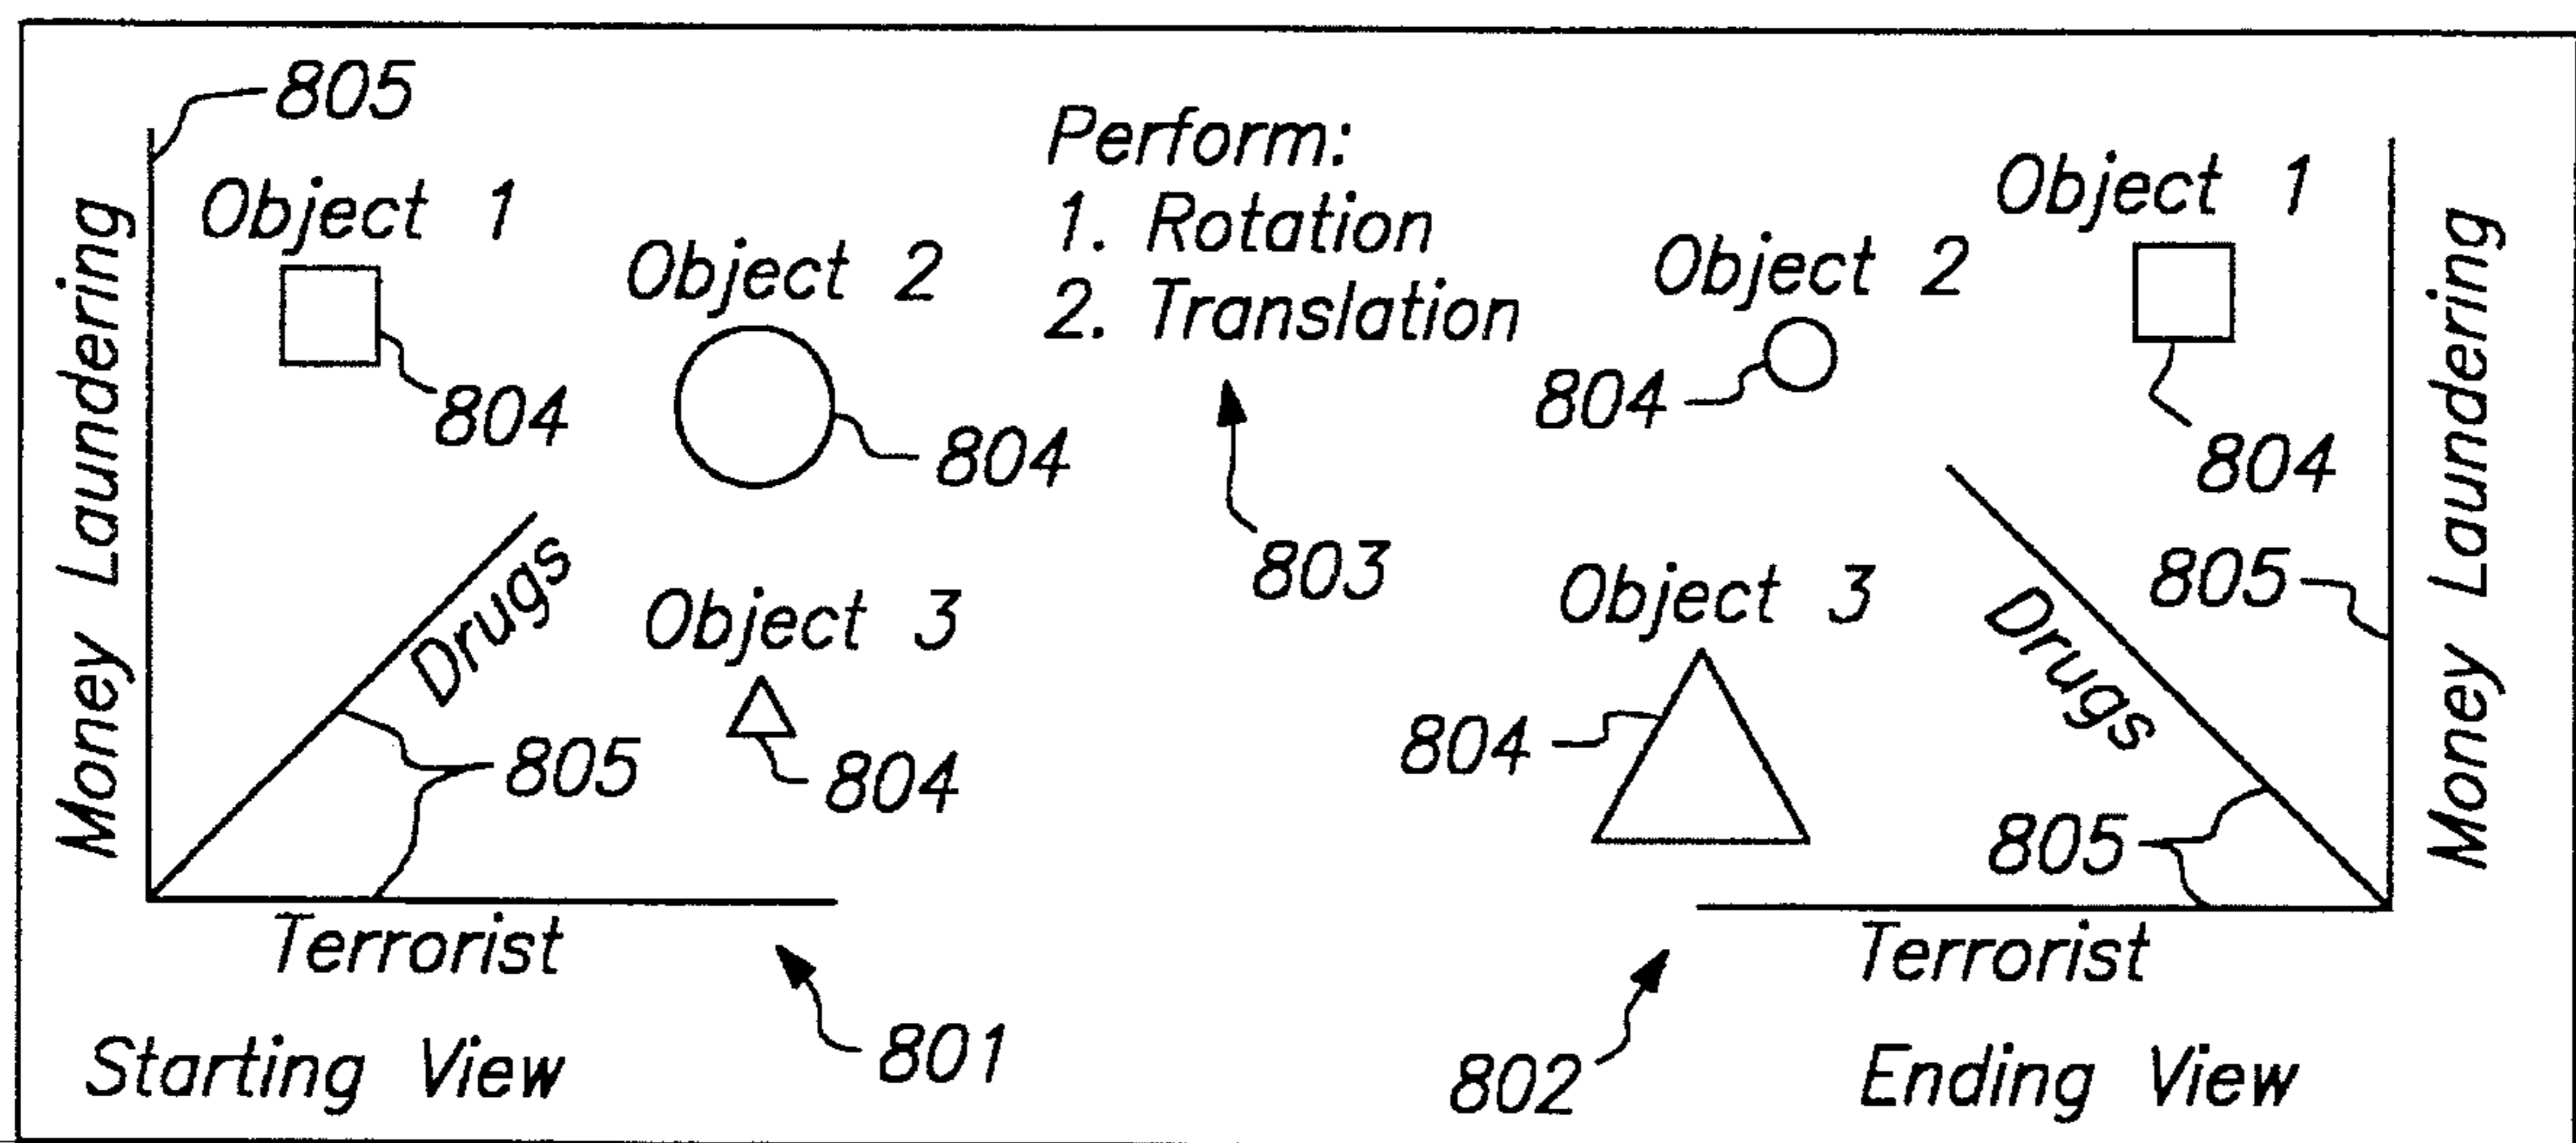 805
Perform:
1. Rotation
2. Translation
Money Laundering
Object 1
804
Object 2
804
Drugs
805
Object 3
804
Terrorist
801
Starting View
803
Object 1
804
Object 2
804
Object 3
804
Drugs
805
805
Money Laundering
Terrorist
802
Ending View